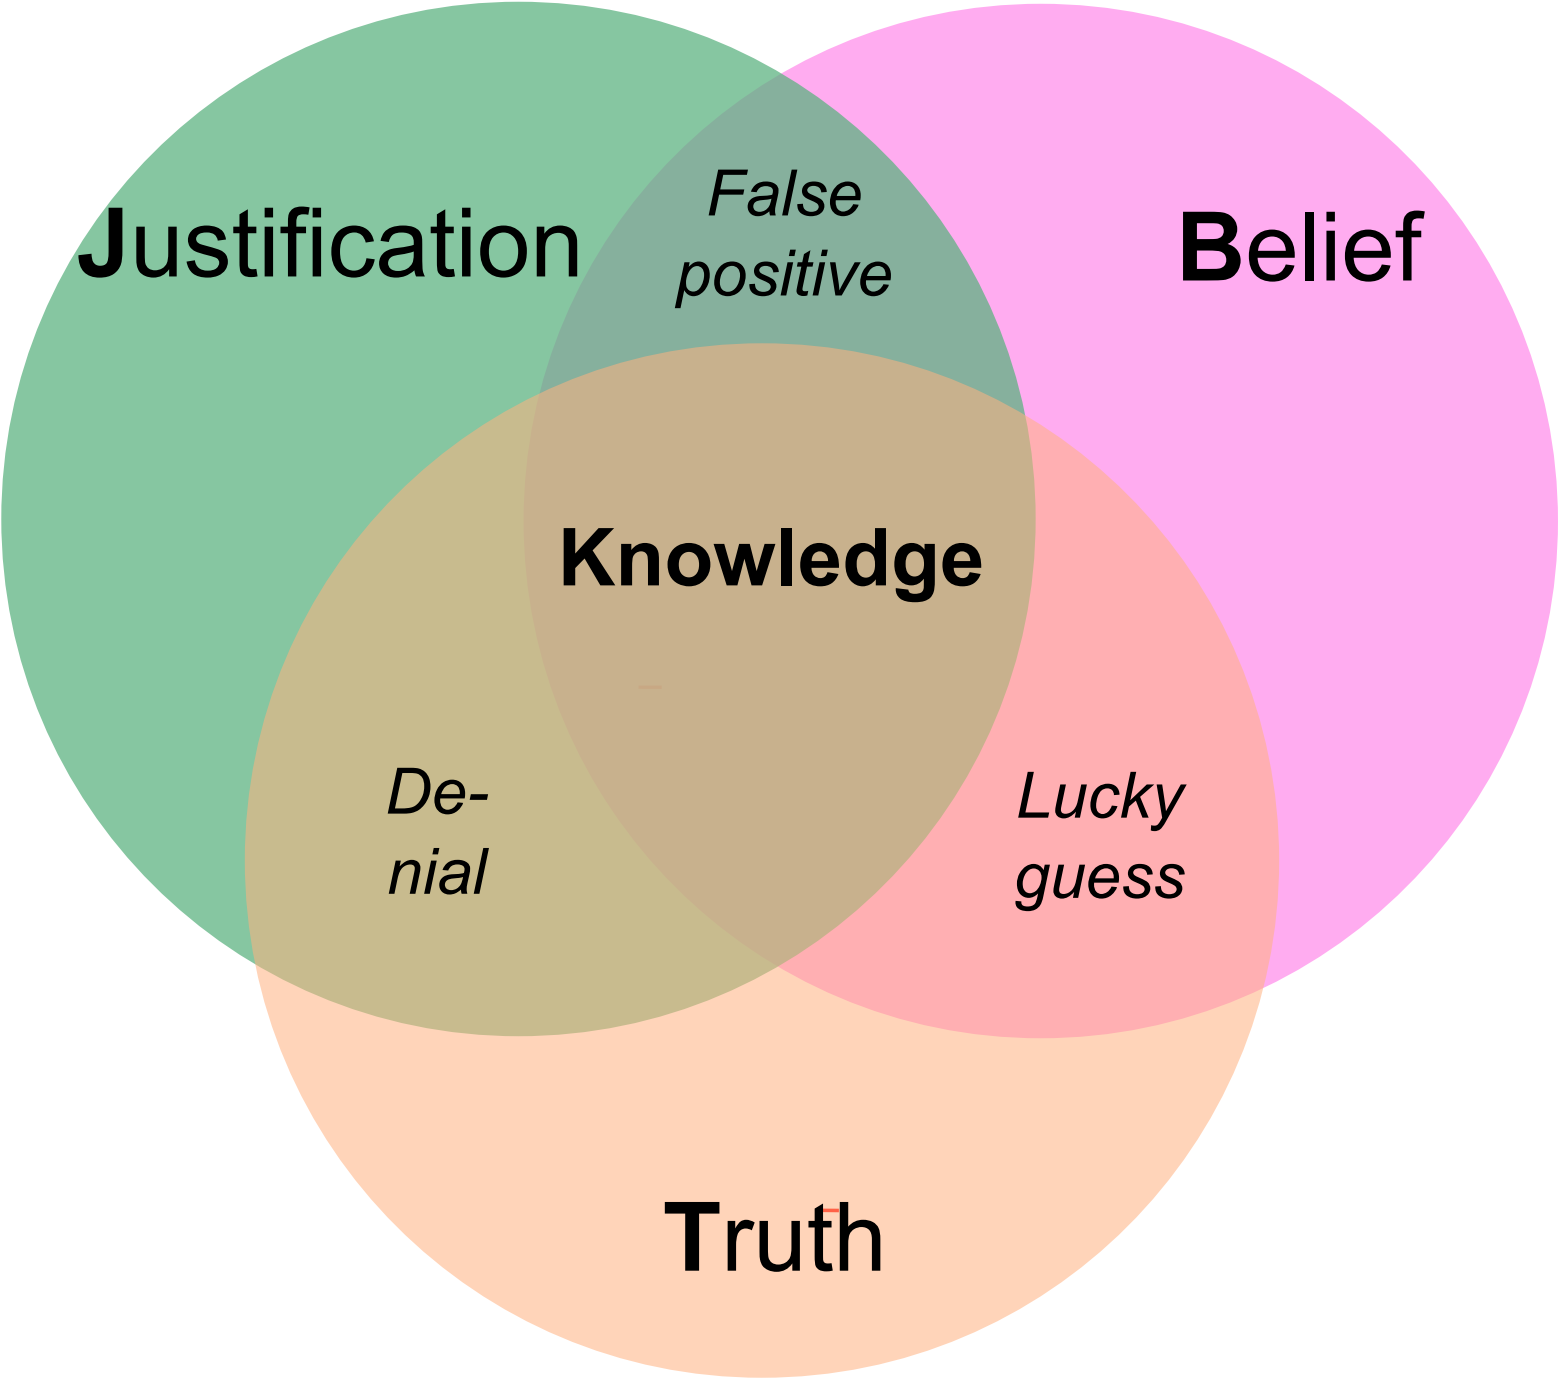 False
positive
Justification
Belief
Knowledge
De-
nial
Lucky
guess
Truth